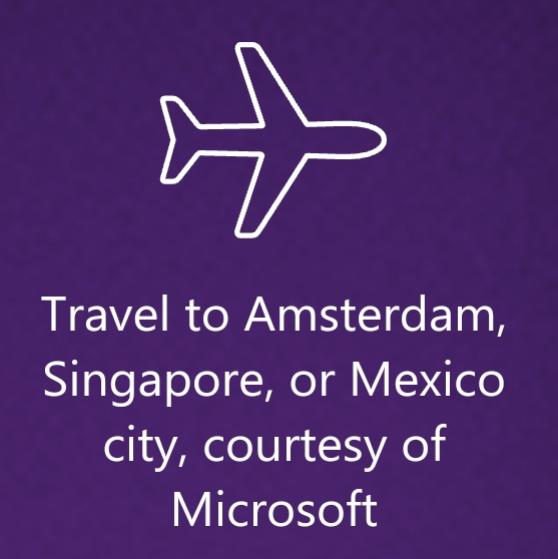 Travel to Amsterdam,
Singapore, or Mexico
city, courtesy of
Microsoft